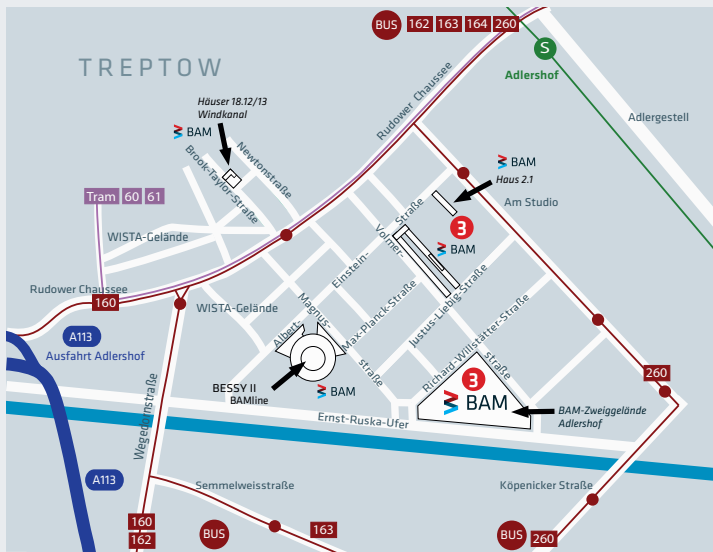 BUS 162 163 164 260
S
Adlershof
TREPTOW
Häuser 18.12/13
Windkanal
BAM
Rudower Chaussee
Adlergestell
Newtonstraße
Brook-Taylor-Straße
BAM
Haus 2.1
Tram 60 61
Am Studio
3
BAM
WISTA-Gelände
Albert-
Einstein-
Straße
Volmer-
straße
Rudower Chaussee
160
WISTA-Gelände
Magnus-
straße
Max-Planck-Straße
Justus-Liebig-Straße
Richard-Willstätter-Straße
A113
Ausfahrt Adlershof
BESSY II
BAMline
BAM
3
BAM
260
BAM-Zweiggelände
Adlershof
Ernst-Ruska-Ufer
Wegedornstraße
A113
Semmelweisstraße
Köpenicker Straße
160
162
BUS
163
BUS
260